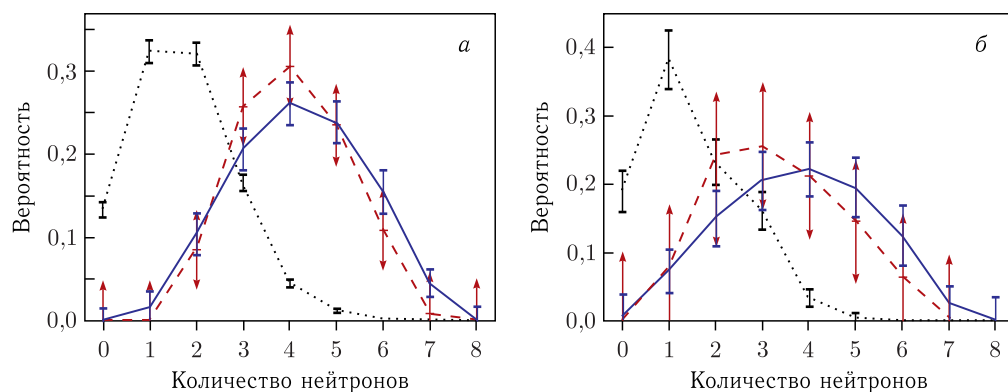 а
Вероятность
0,3
0,2
0,1
0,0
0 1 2 3 4 5 6 7 8
Количество нейтронов
б
Вероятность
0,4
0,3
0,2
0,1
0,0
0 1 2 3 4 5 6 7 8
Количество нейтронов